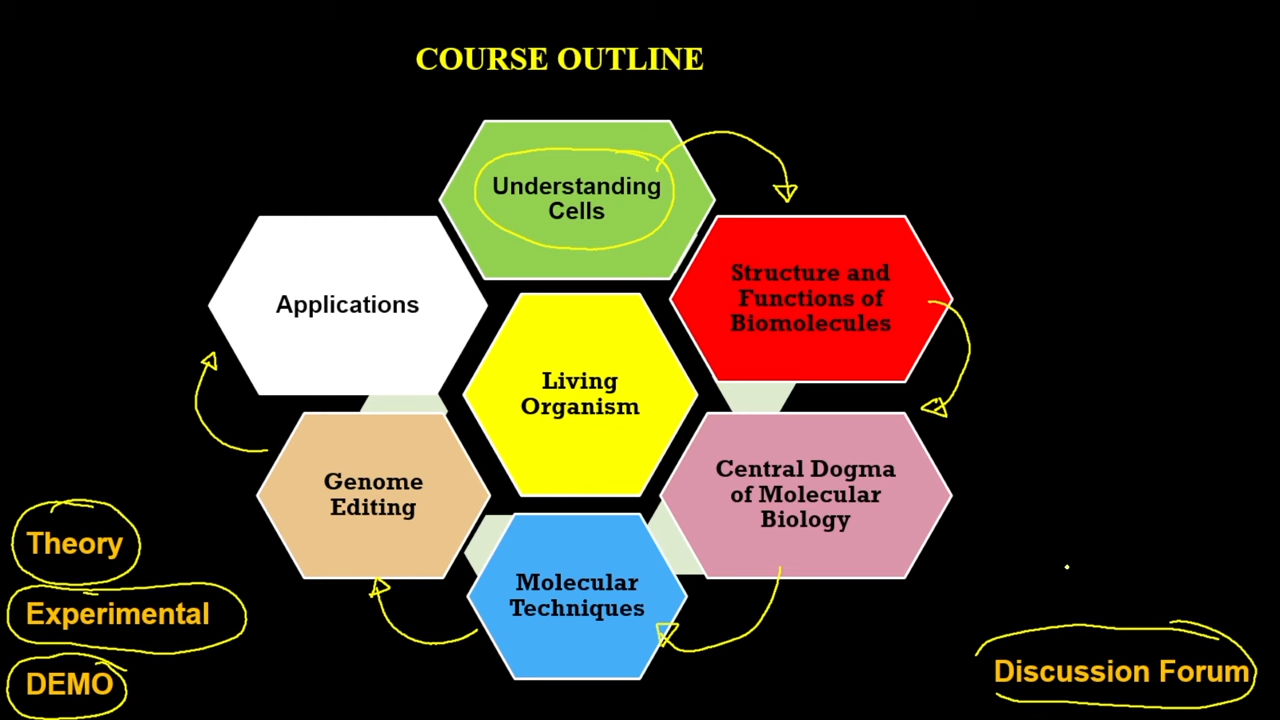 COURSE OUTLINE
Understanding
Cells
Structure and
Functions of
Biomolecules
Applications
Living
Organism
Central Dogma
of Molecular
Biology
Genome
Editing
Molecular
Techniques
Theory
Experimental
DEMO
Discussion Forum